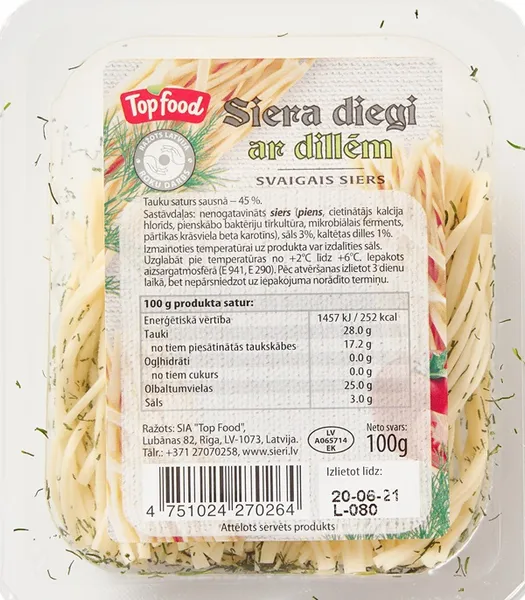 Top food
RAŽOTS LATVIJĀ
ROKU DARBS
Siera diegi
ar dillēm
SVAIGAIS SIERS
Tauku saturs sausnā – 45 %.
Sastāvdaļas: nenogatavināts siers (piens, cietinātājs kalcija
hlorīds, pienskābo baktēriju tīrkultūra, mikrobiālais ferments,
pārtikas krāsviela beta karotīns), sāls 3%, kaltētas dilles 1%.
Izmainoties temperatūrai uz produkta var izdalīties sāls.
Uzglabāt pie temperatūras no +2°C līdz +6°C. Iepakots
aizsargatmosfērā (E 941, E 290). Pēc atvēršanas izlietot 3 dienu
laikā, bet nepārsniedzot uz iepakojuma norādīto termiņu.
100 g produkta satur:
Enerģētiskā vērtība 1457 kJ / 252 kcal
Tauki 28.0 g
no tiem piesātinātās taukskābes 17.2 g
Ogļhidrāti 0.0 g
no tiem cukurs 0.0 g
Olbaltumvielas 25.0 g
Sāls 3.0 g
Ražots: SIA "Top Food",
Lubānas 82, Rīga, LV-1073, Latvija.
Tālr.: +371 27070258, www.sieri.lv
LV
A065714
EK
Neto svars:
100g
Izlietot līdz:
20-06-21
L-080
4 751024 270264
Attēlots servēts produkts